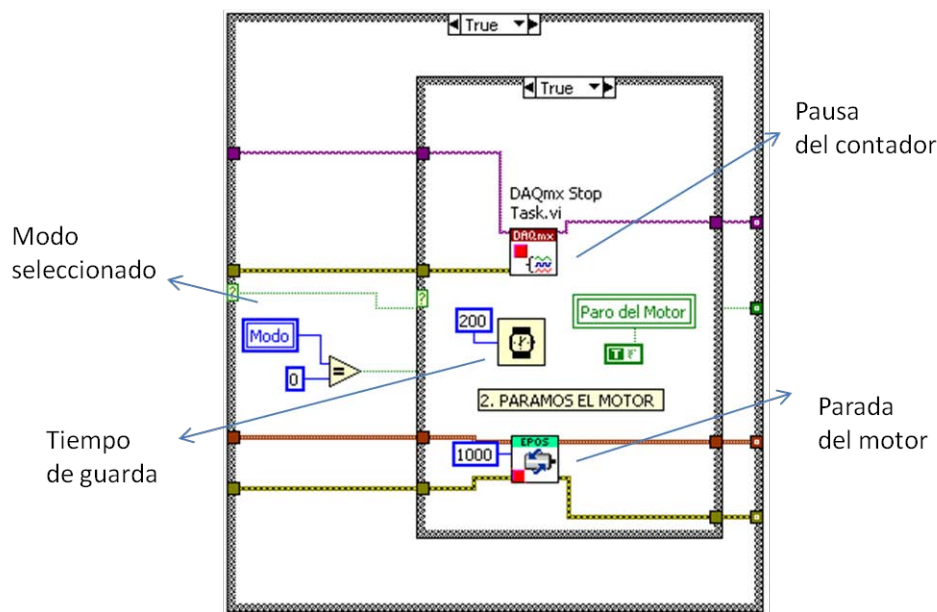 True
True
Pausa
del contador
DAQmx Stop
Task.vi
DAQmx
Modo
seleccionado
?
?
200
Paro del Motor
Modo
T F
0
=
2. PARAMOS EL MOTOR
Tiempo
de guarda
EPOS
1000
Parada
del motor